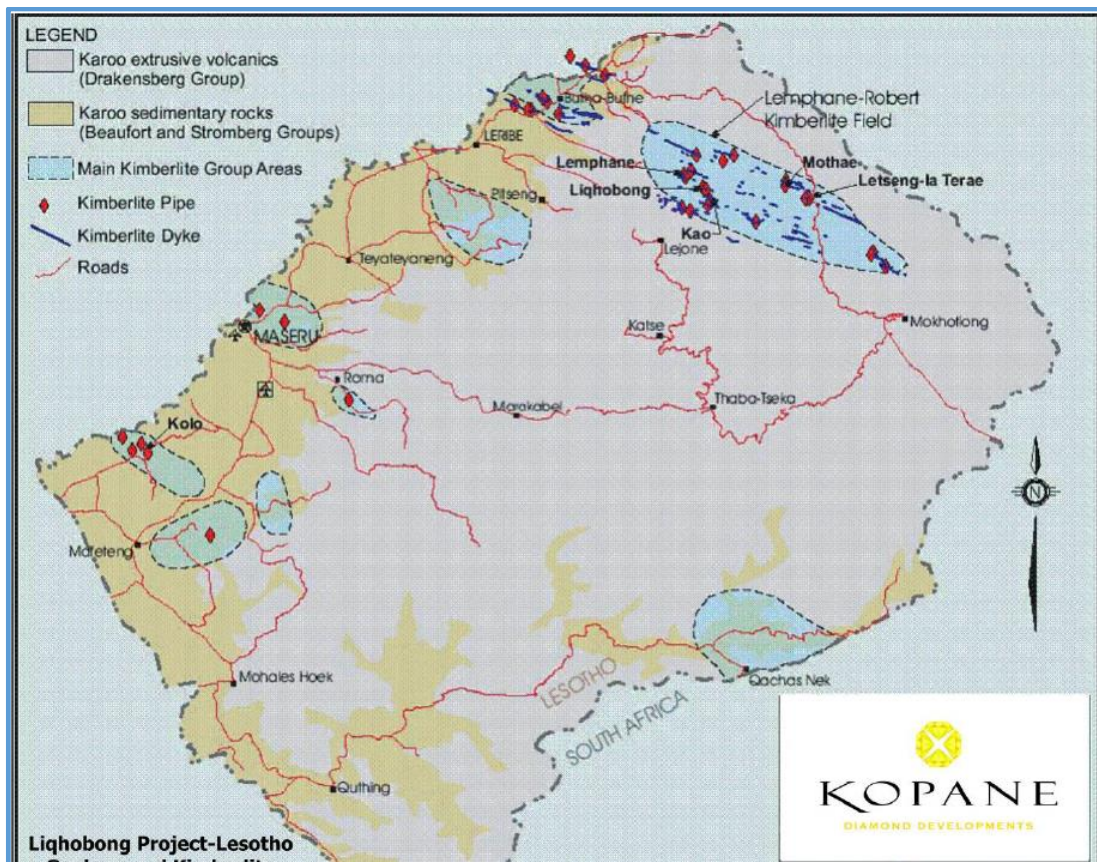 LEGEND
Karoo extrusive volcanics
(Drakensberg Group)
Karoo sedimentary rocks
(Beaufort and Stromberg Groups)
Main Kimberlite Group Areas
Kimberlite Pipe
Kimberlite Dyke
Roads
Butha-Buthe
LERIBE
Lemphane-Robert
Kimberlite Field
Lemphane
Mothae
Liqhobong
Letseng-la Terae
Pitseng
Kao
Lejone
Teyateyaneng
MASERU
Katse
Mokhotlong
Roma
Marakabei
Thaba-Tseka
Kolo
N
Mafeteng
Mohales Hoek
LESOTHO
SOUTH AFRICA
Qachas Nek
Quthing
KOPANE
DIAMOND DEVELOPMENTS
Liqhobong Project-Lesotho